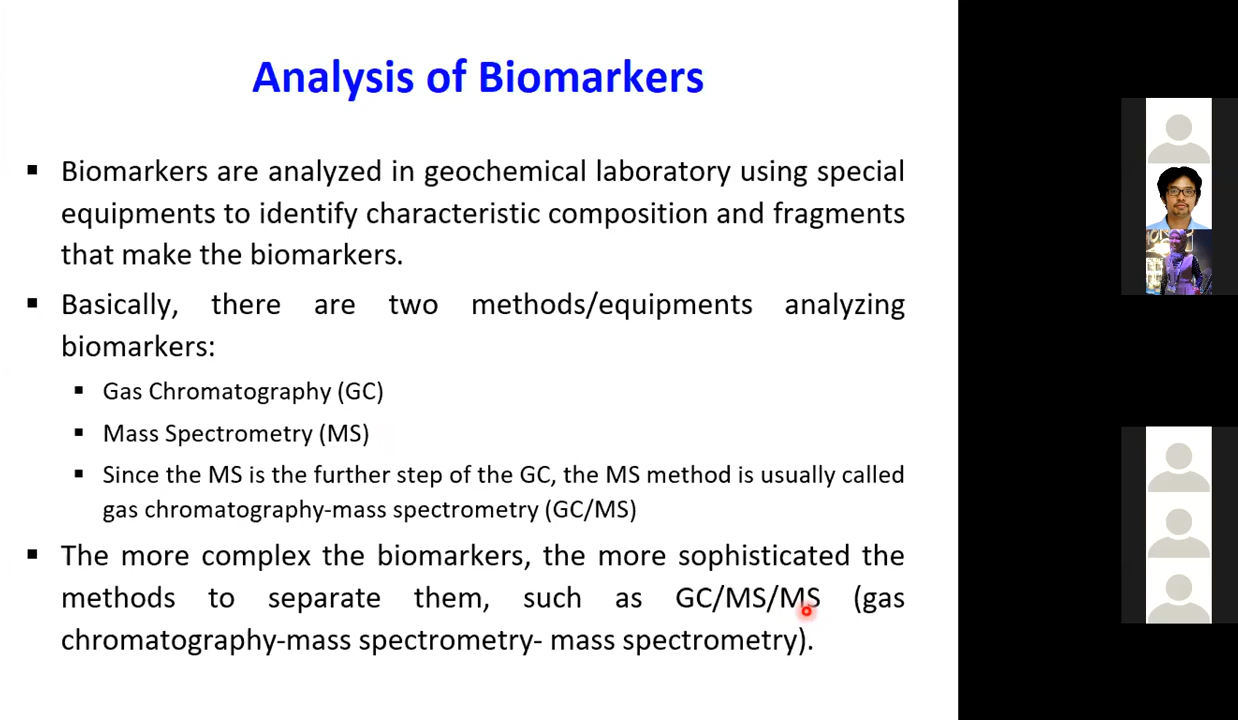 Analysis of Biomarkers
▪ Biomarkers are analyzed in geochemical laboratory using special
equipments to identify characteristic composition and fragments
that make the biomarkers.
▪ Basically, there are two methods/equipments analyzing
biomarkers:
▪ Gas Chromatography (GC)
▪ Mass Spectrometry (MS)
▪ Since the MS is the further step of the GC, the MS method is usually called
gas chromatography-mass spectrometry (GC/MS)
▪ The more complex the biomarkers, the more sophisticated the
methods to separate them, such as GC/MS/MS (gas
chromatography-mass spectrometry- mass spectrometry).